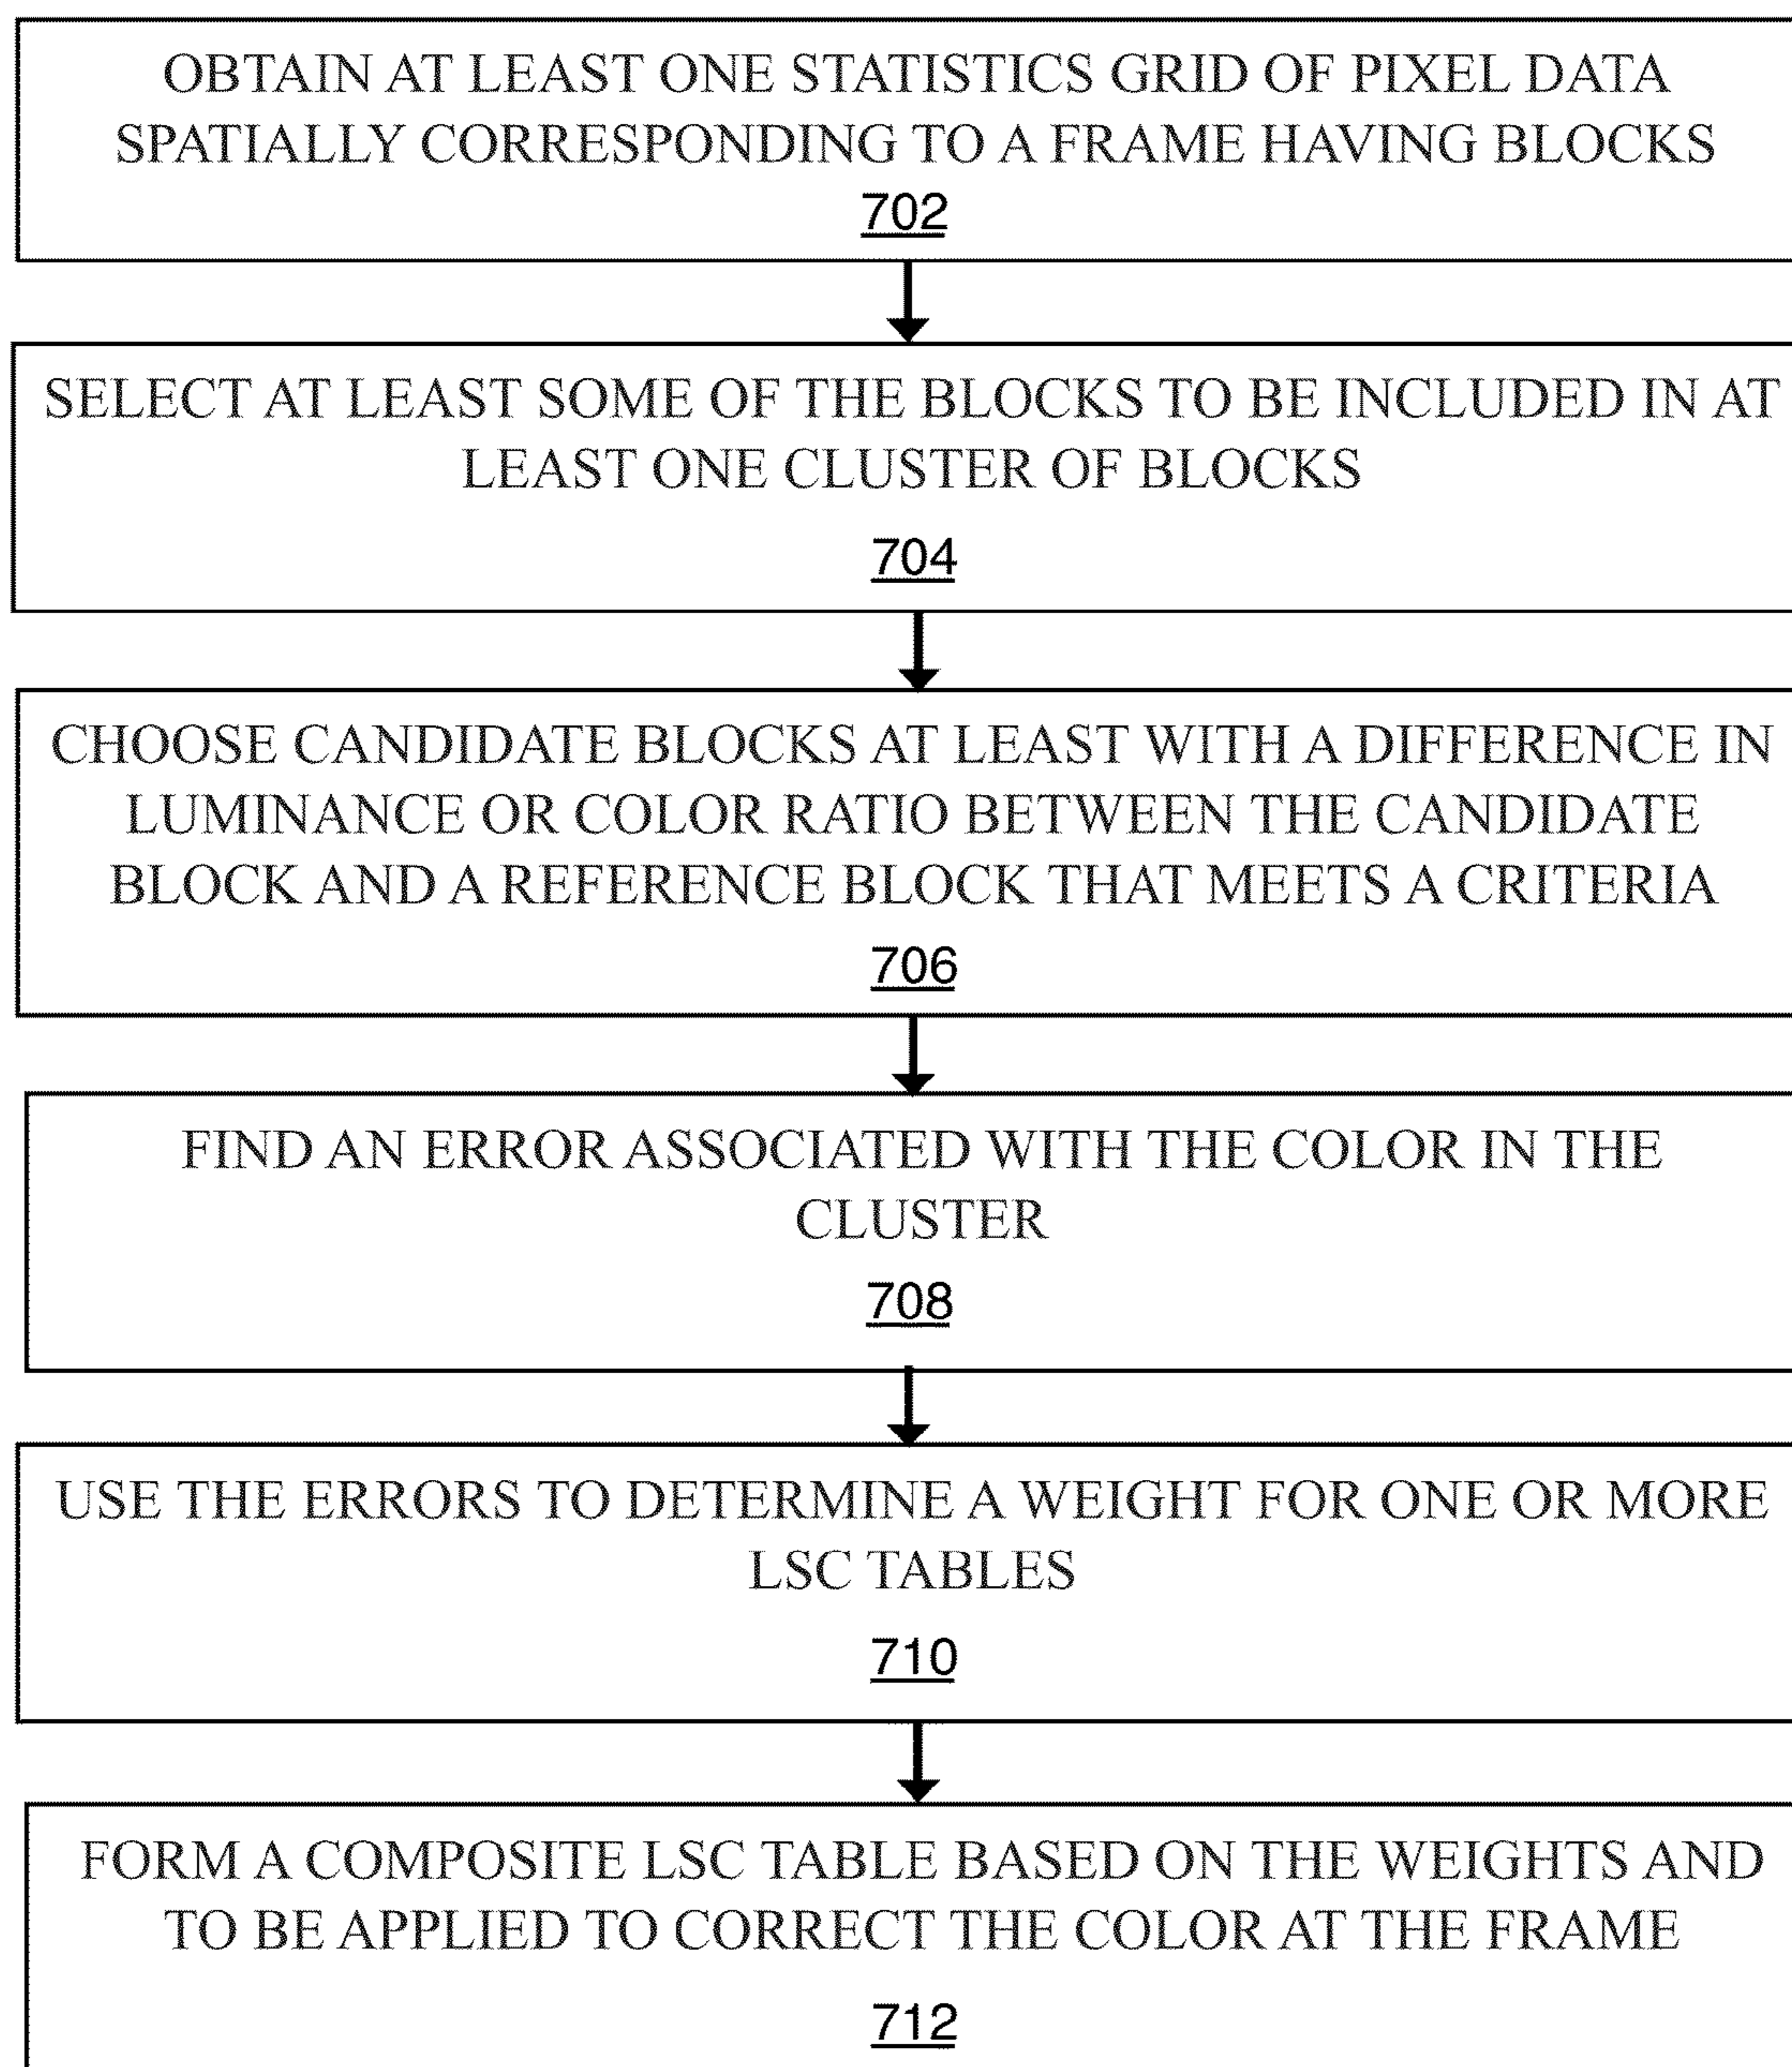 OBTAIN AT LEAST ONE STATISTICS GRID OF PIXEL DATA
SPATIALLY CORRESPONDING TO A FRAME HAVING BLOCKS
702
SELECT AT LEAST SOME OF THE BLOCKS TO BE INCLUDED IN AT
LEAST ONE CLUSTER OF BLOCKS
704
CHOOSE CANDIDATE BLOCKS AT LEAST WITH A DIFFERENCE IN
LUMINANCE OR COLOR RATIO BETWEEN THE CANDIDATE
BLOCK AND A REFERENCE BLOCK THAT MEETS A CRITERIA
706
FIND AN ERROR ASSOCIATED WITH THE COLOR IN THE
CLUSTER
708
USE THE ERRORS TO DETERMINE A WEIGHT FOR ONE OR MORE
LSC TABLES
710
FORM A COMPOSITE LSC TABLE BASED ON THE WEIGHTS AND
TO BE APPLIED TO CORRECT THE COLOR AT THE FRAME
712